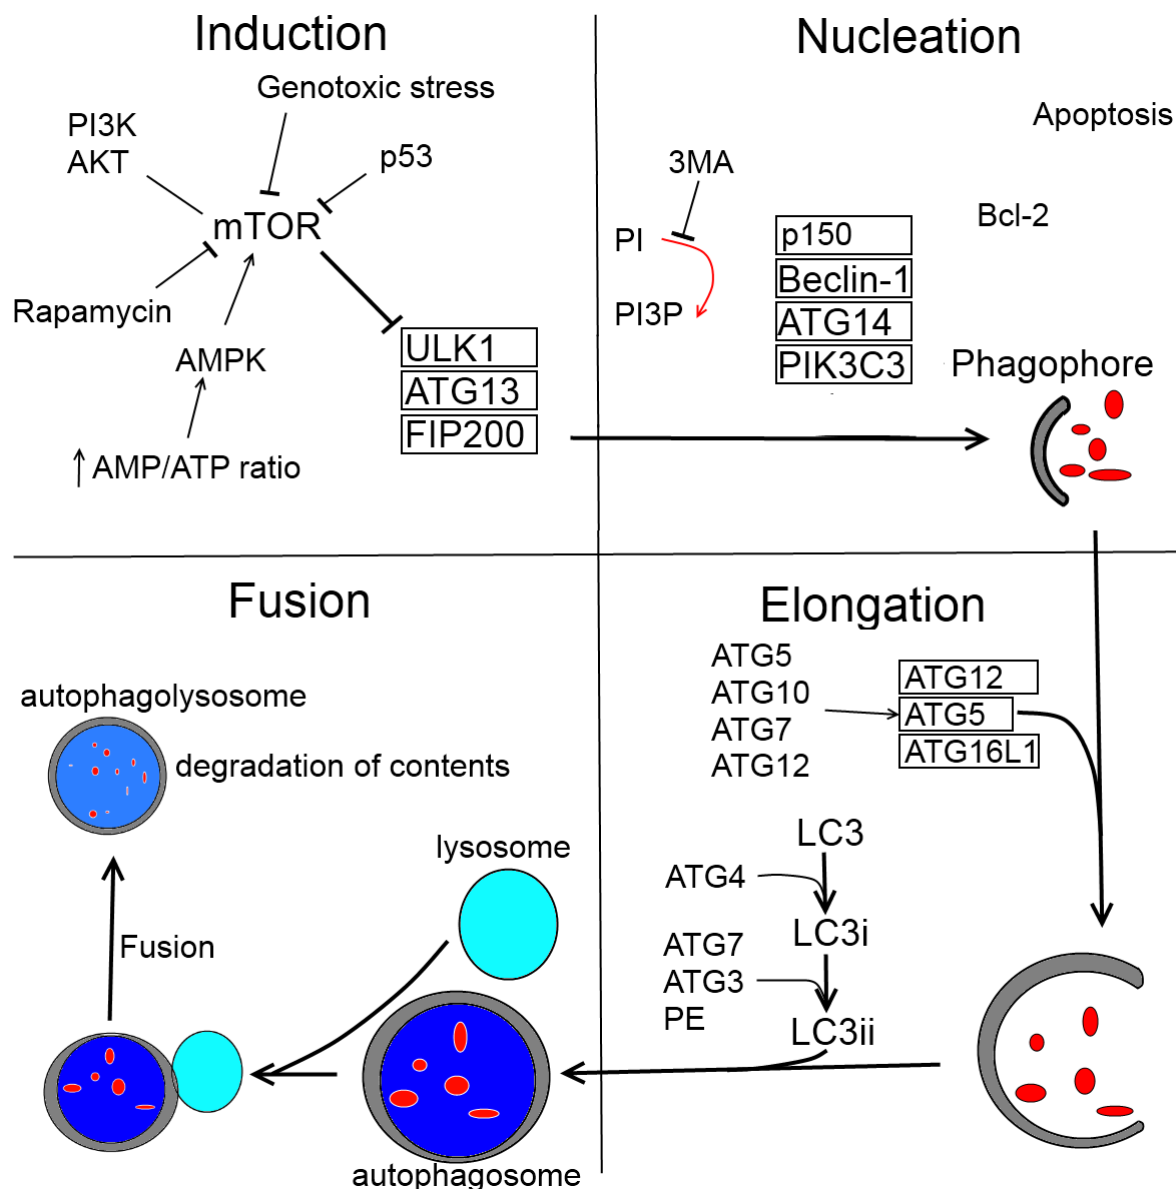 Induction
Genotoxic stress
PI3K
AKT
p53
mTOR
Rapamycin
AMPK
AMP/ATP ratio
ULK1
ATG13
FIP200
Nucleation
Apoptosis
3MA
Bcl-2
PI
PI3P
p150
Beclin-1
ATG14
PIK3C3
Phagophore
Fusion
autophagolysosome
degradation of contents
lysosome
Fusion
autophagosome
Elongation
ATG5
ATG10
ATG7
ATG12
ATG12
ATG5
ATG16L1
LC3
ATG4
LC3i
ATG7
ATG3
PE
LC3ii